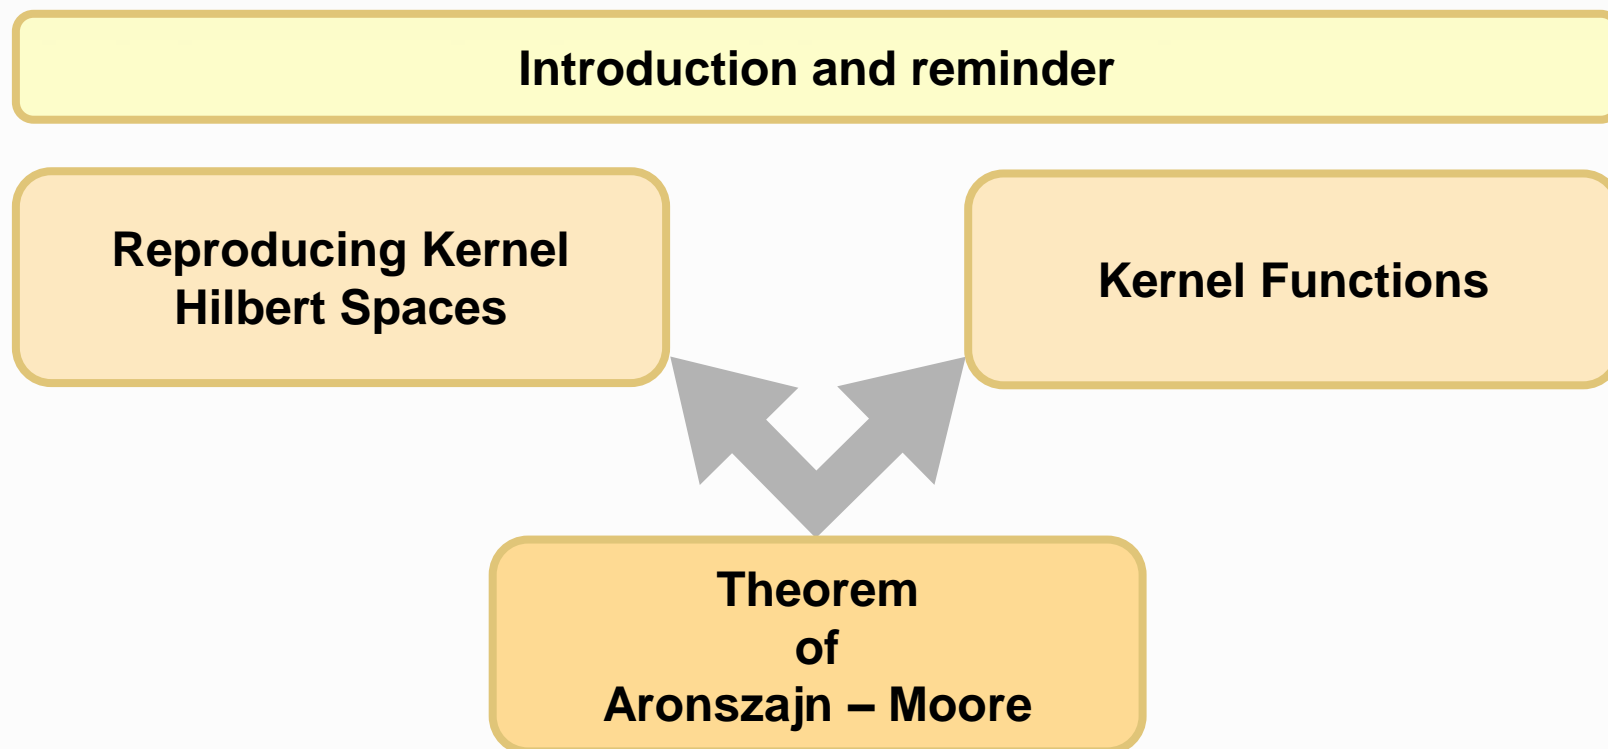 Introduction and reminder
Reproducing Kernel
Hilbert Spaces
Kernel Functions
Theorem
of
Aronszajn – Moore